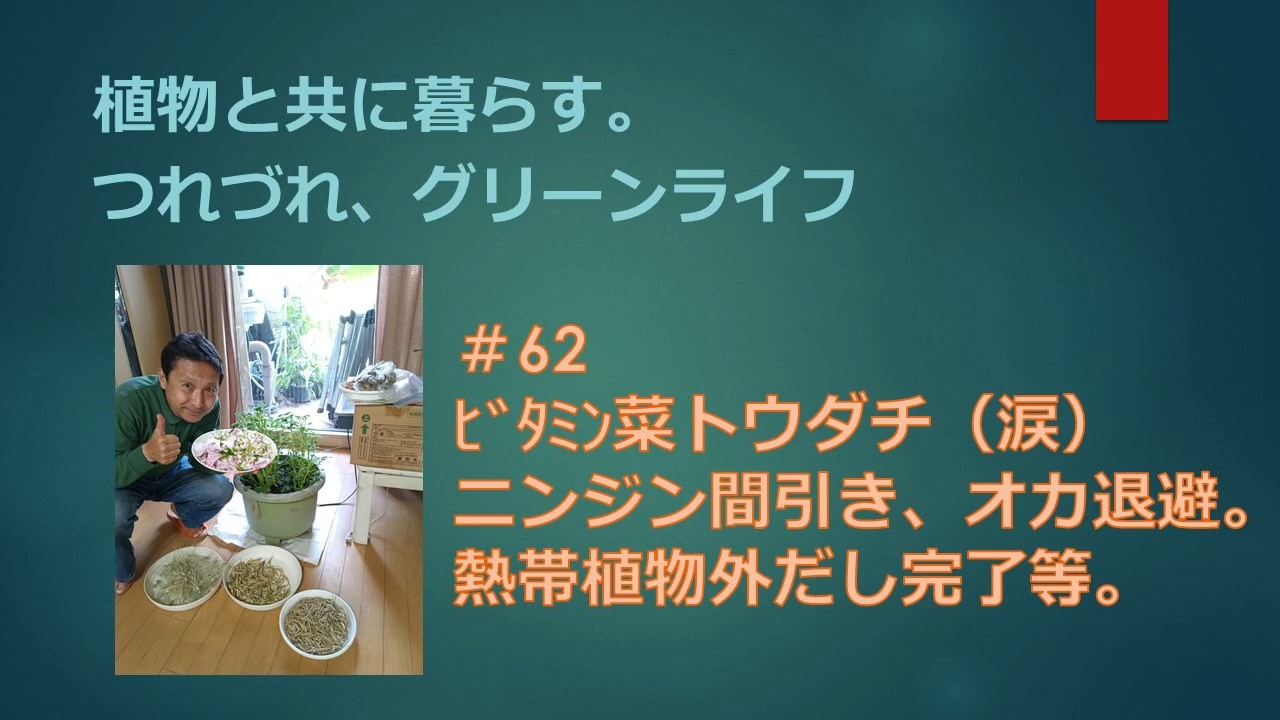 植物と共に暮らす。
つれづれ、グリーンライフ
＃62
ﾋﾞﾀﾐﾝ菜トウダチ（涙）
ニンジン間引き、オカ退避。
熱帯植物外だし完了等。